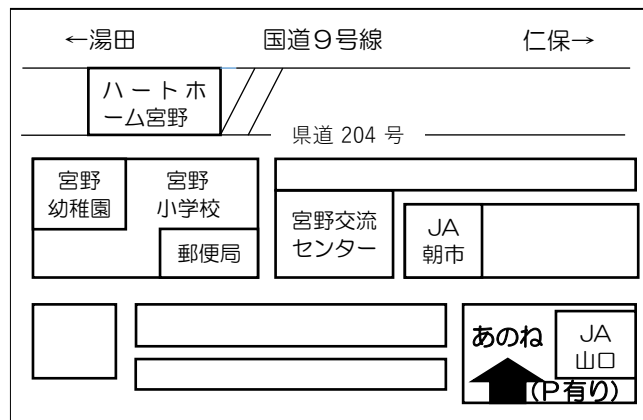 ←湯田
国道9号線
仁保→
ハートホ
ーム宮野
県道 204 号
宮野
幼稚園
宮野
小学校
郵便局
宮野交流
センター
JA
朝市
あのね
JA
山口
(P有り)